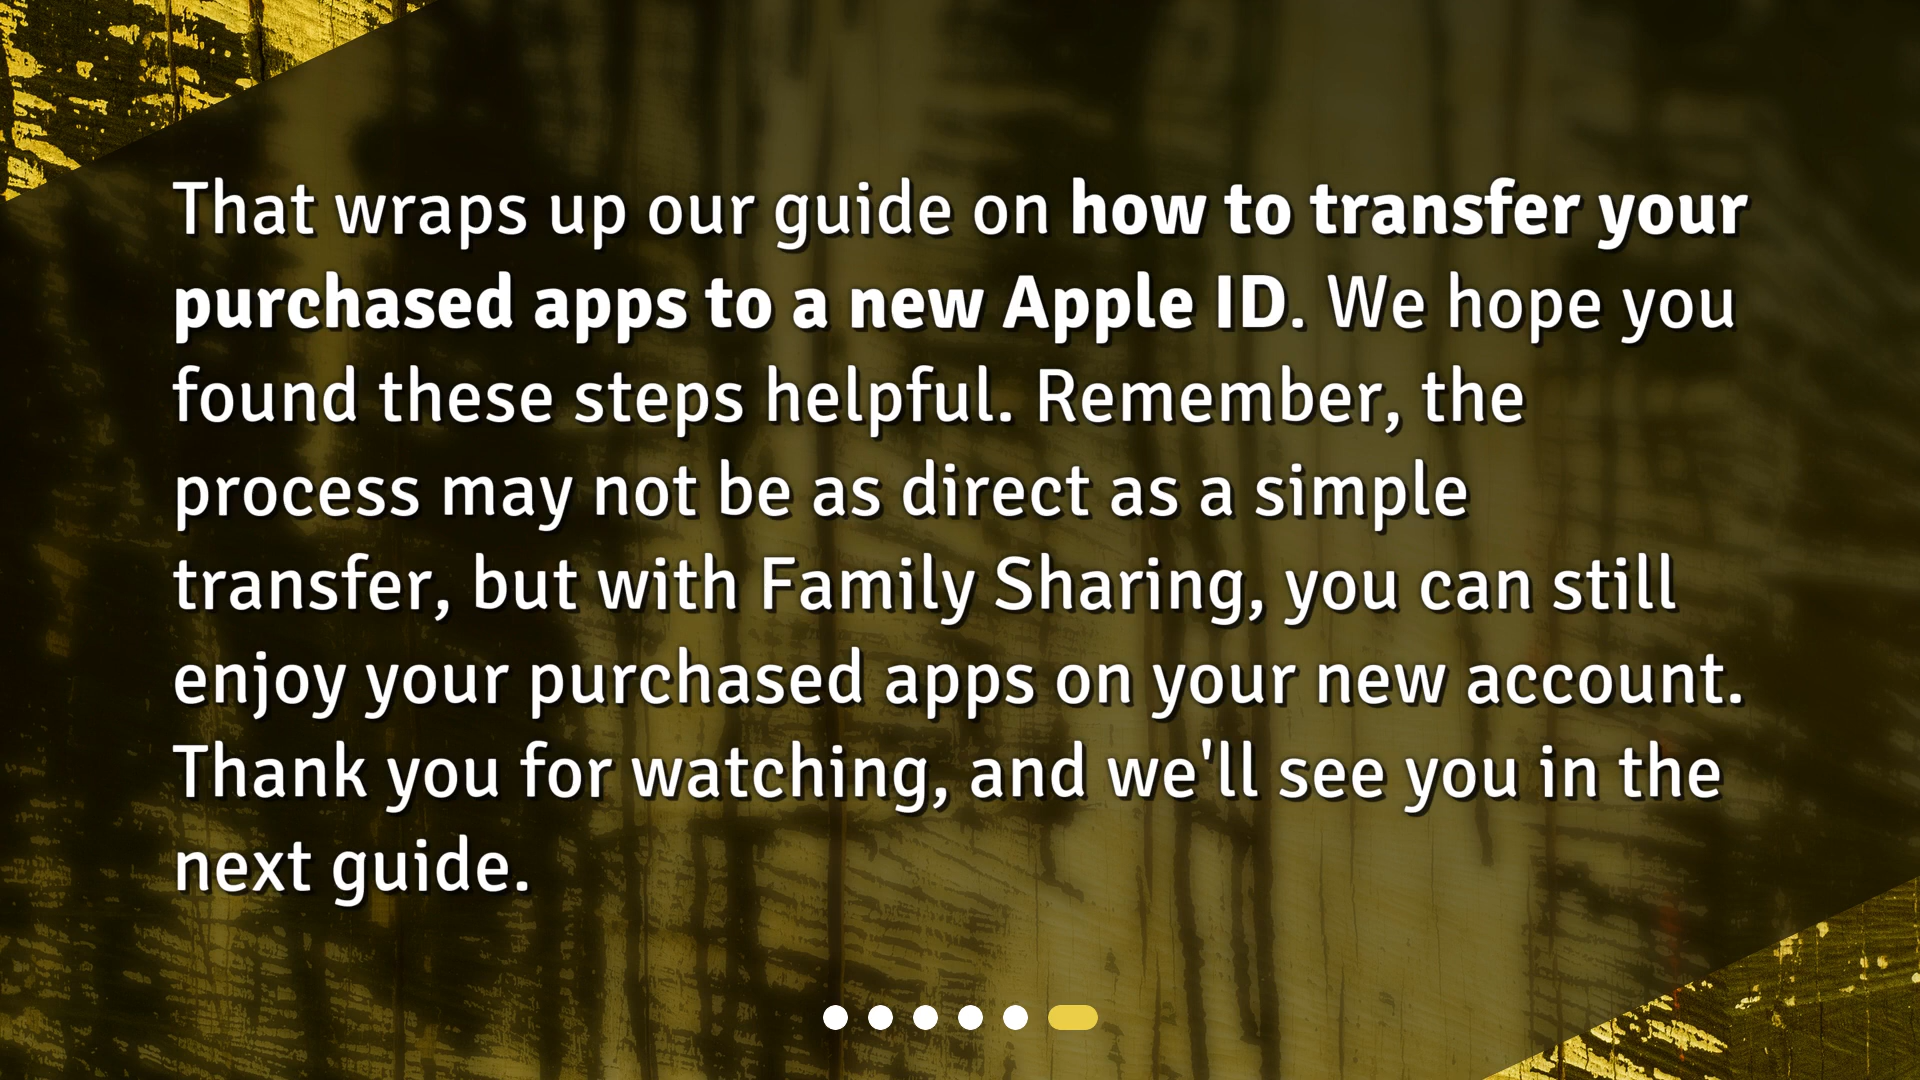 That wraps up our guide on how to transfer your
purchased apps to a new Apple ID. We hope you
found these steps helpful. Remember, the
process may not be as direct as a simple
transfer, but with Family Sharing, you can still
enjoy your purchased apps on your new account.
Thank you for watching, and we'll see you in the
next guide.